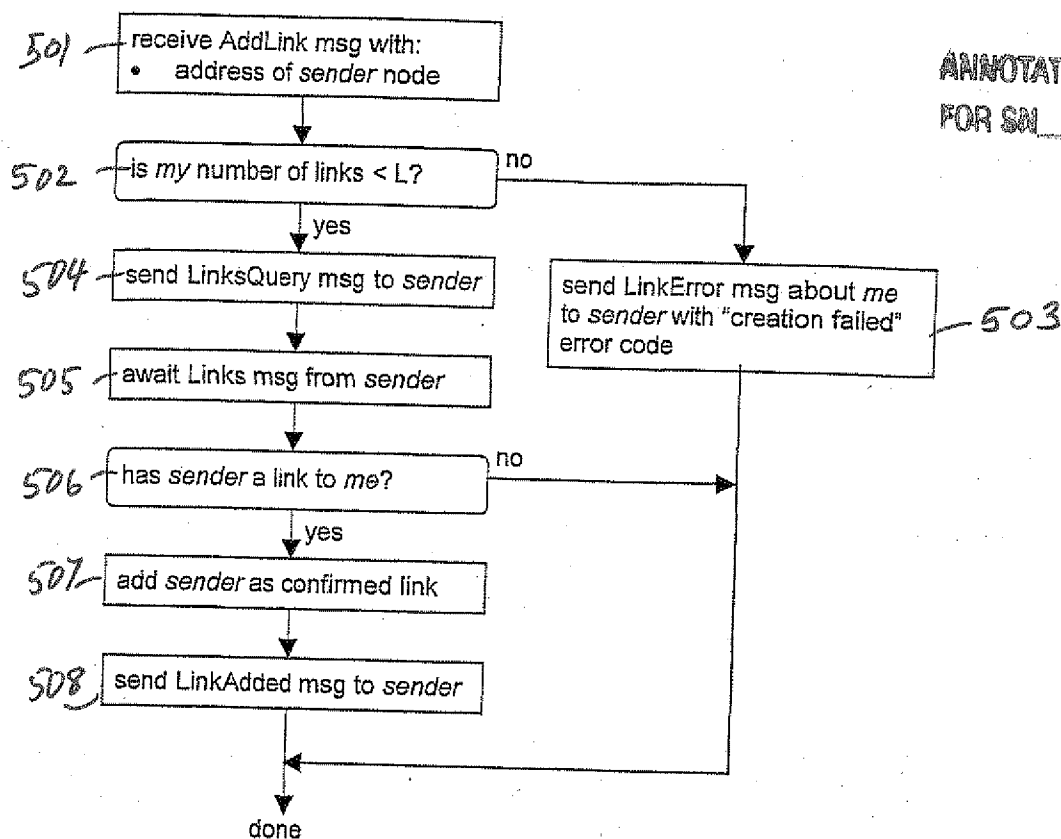 501
receive AddLink msg with:
• address of sender node
ANNOTAT
FOR SN__
502
is my number of links < L?
no
yes
504
send LinksQuery msg to sender
send LinkError msg about me
to sender with "creation failed"
error code
503
505
await Links msg from sender
506
has sender a link to me?
no
yes
507
add sender as confirmed link
508
send LinkAdded msg to sender
done